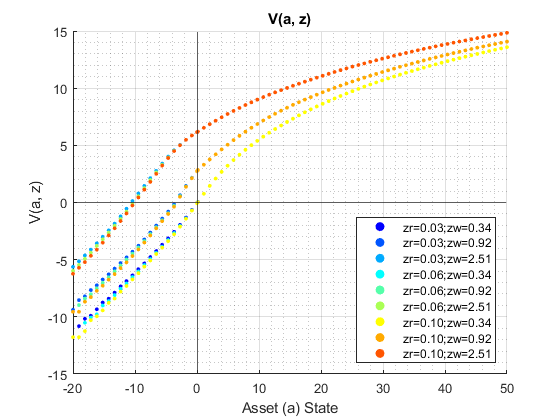 V(a, z)
15
10
5
0
-5
-10
-15
V(a, z)
-20
-10
0
10
20
30
40
50
Asset (a) State
zr=0.03;zw=0.34
zr=0.03;zw=0.92
zr=0.03;zw=2.51
zr=0.06;zw=0.34
zr=0.06;zw=0.92
zr=0.06;zw=2.51
zr=0.10;zw=0.34
zr=0.10;zw=0.92
zr=0.10;zw=2.51